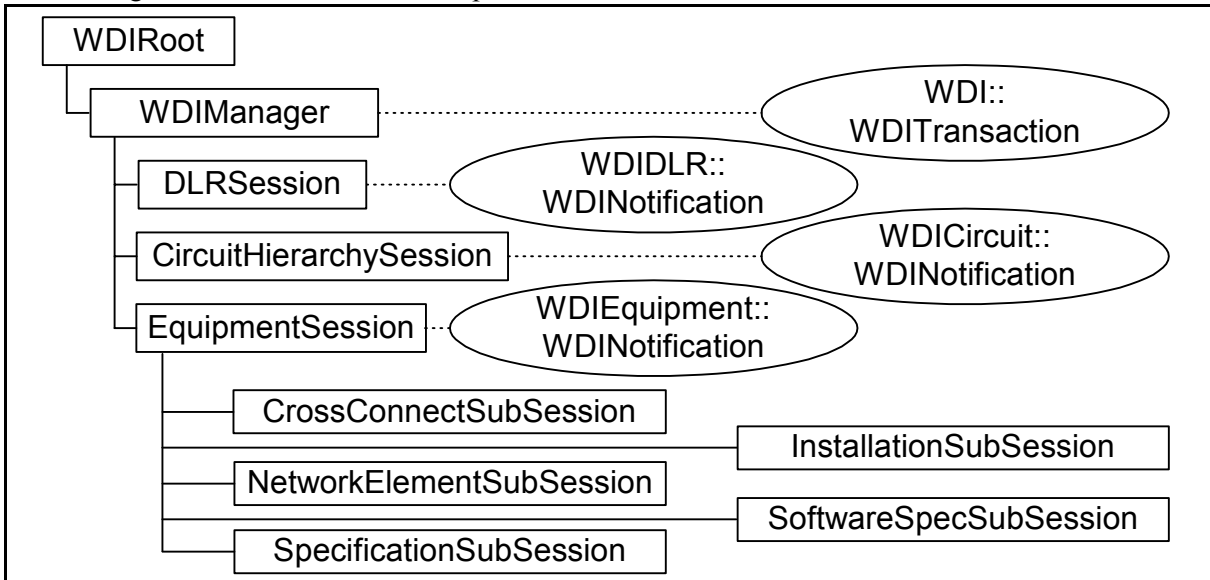 WDIRoot
WDIManager
WDI::
WDITransaction
DLRSession
WDIDLR::
WDINotification
CircuitHierarchySession
WDICircuit::
WDINotification
EquipmentSession
WDIEquipment::
WDINotification
CrossConnectSubSession
InstallationSubSession
NetworkElementSubSession
SoftwareSpecSubSession
SpecificationSubSession